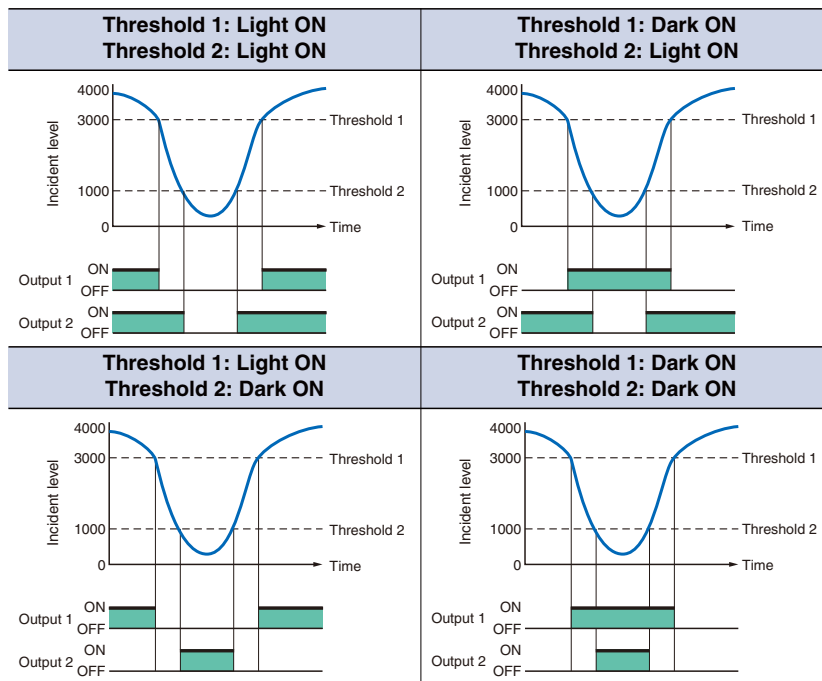 Threshold 1: Light ON
Threshold 2: Light ON
4000
3000
1000
0
Incident level
Threshold 1
Threshold 2
Time
Output 1
ON
OFF
Output 2
ON
OFF
Threshold 1: Dark ON
Threshold 2: Light ON
4000
3000
1000
0
Incident level
Threshold 1
Threshold 2
Time
Output 1
ON
OFF
Output 2
ON
OFF
Threshold 1: Light ON
Threshold 2: Dark ON
4000
3000
1000
0
Incident level
Threshold 1
Threshold 2
Time
Output 1
ON
OFF
Output 2
ON
OFF
Threshold 1: Dark ON
Threshold 2: Dark ON
4000
3000
1000
0
Incident level
Threshold 1
Threshold 2
Time
Output 1
ON
OFF
Output 2
ON
OFF